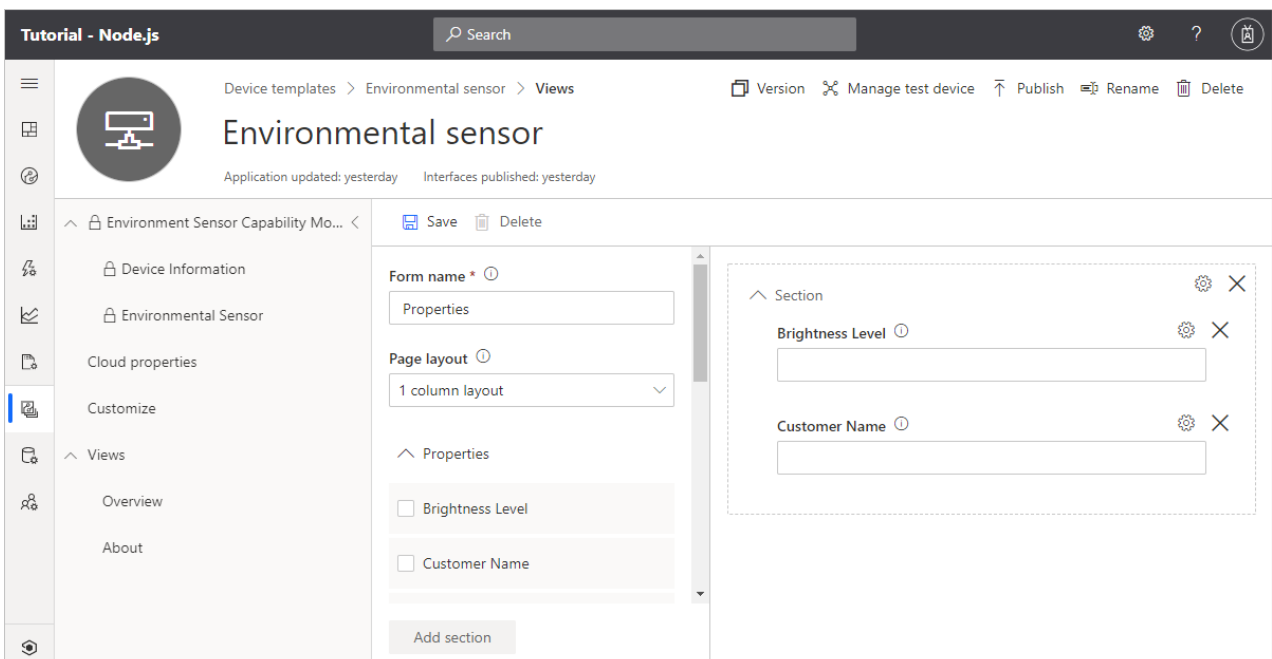 Tutorial - Node.js
Search
?
Device templates > Environmental sensor > Views
Version
Manage test device
Publish
Rename
Delete
Environmental sensor
Application updated: yesterday
Interfaces published: yesterday
Environment Sensor Capability Mo...
Device Information
Environmental Sensor
Cloud properties
Customize
Views
Overview
About
Save
Delete
Form name *
Properties
Page layout
1 column layout
Properties
Brightness Level
Customer Name
Add section
Section
Brightness Level
Customer Name